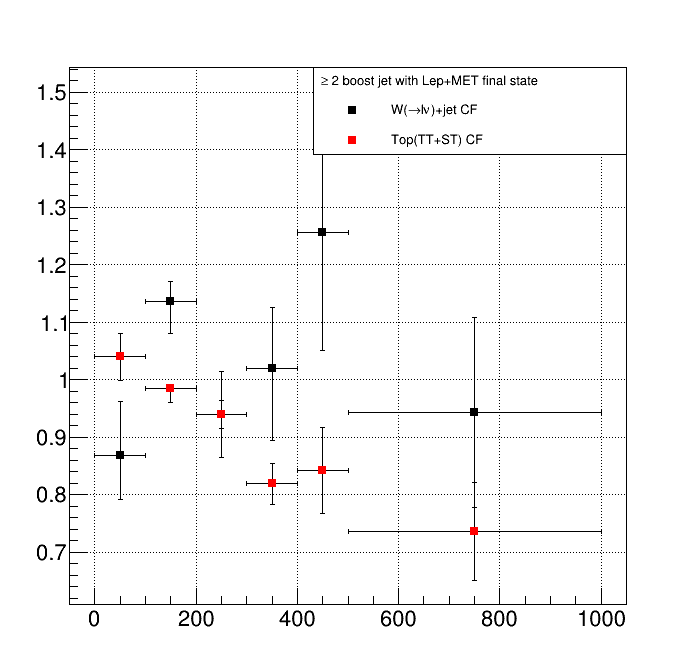 ≥ 2 boost jet with Lep+MET final state
W(→lν)+jet CF
Top(TT+ST) CF
1.5
1.4
1.3
1.2
1.1
1
0.9
0.8
0.7
0 200 400 600 800 1000